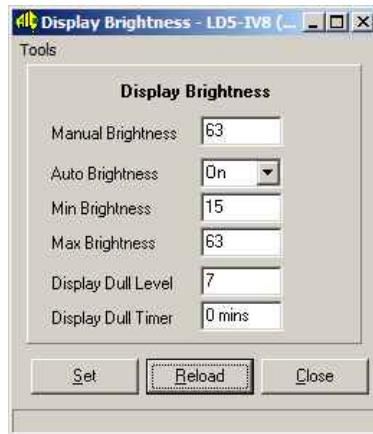 Display Brightness - LD5-IV8 (...
Tools
Display Brightness
Manual Brightness 63
Auto Brightness On
Min Brightness 15
Max Brightness 63
Display Dull Level 7
Display Dull Timer 0 mins
Set Reload Close